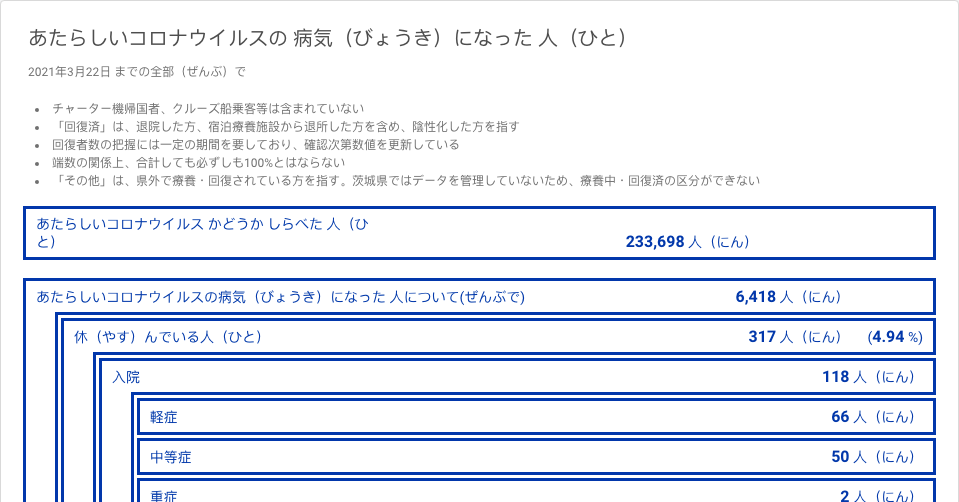 あたらしいコロナウイルスの 病気（びょうき）になった 人（ひと）
2021年3月22日 までの全部（ぜんぶ）で
チャーター機帰国者、クルーズ船乗客等は含まれていない
「回復済」は、退院した方、宿泊療養施設から退所した方を含め、陰性化した方を指す
回復者数の把握には一定の期間を要しており、確認次第数値を更新している
端数の関係上、合計しても必ずしも100%とはならない
「その他」は、県外で療養・回復されている方を指す。茨城県ではデータを管理していないため、療養中・回復済の区分ができない
あたらしいコロナウイルス かどうか しらべた 人（ひ
と） 233,698 人（にん）
あたらしいコロナウイルスの病気（びょうき）になった 人について(ぜんぶで) 6,418 人（にん）
休（やす）んでいる人（ひと） 317 人（にん） (4.94 %)
入院 118 人（にん）
軽症 66 人（にん）
中等症 50 人（にん）
重症 2 人（にん）